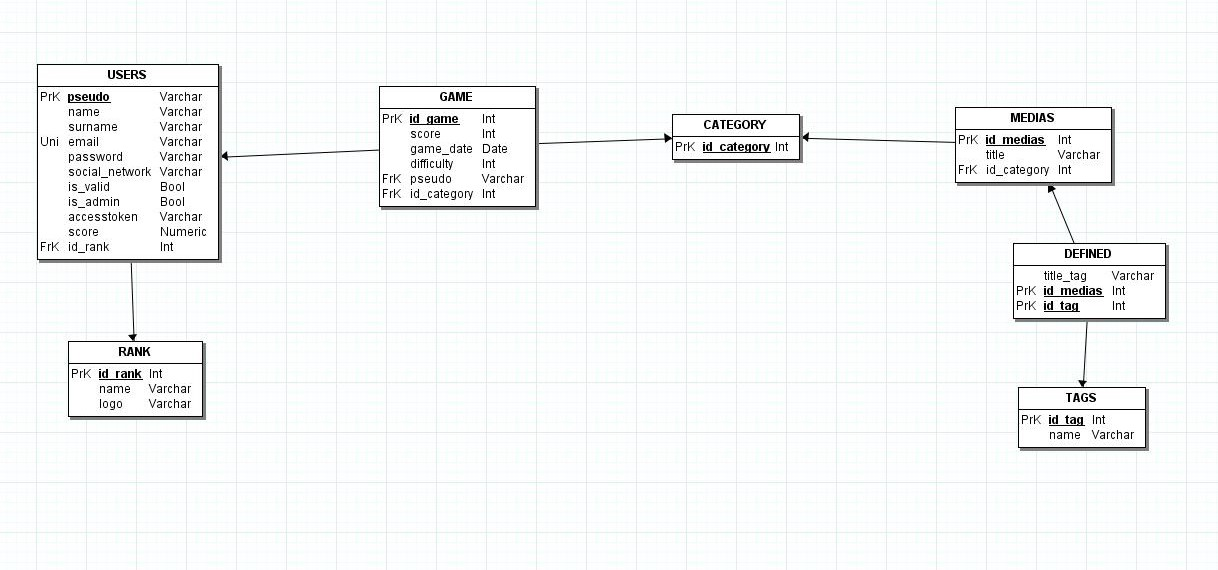 USERS
PrK pseudo Varchar
name Varchar
surname Varchar
Uni email Varchar
password Varchar
social_network Varchar
is_valid Bool
is_admin Bool
accesstoken Varchar
score Numeric
FrK id_rank Int
GAME
PrK id_game Int
score Int
game_date Date
difficulty Int
FrK pseudo Varchar
FrK id_category Int
CATEGORY
PrK id_category Int
MEDIAS
PrK id_medias Int
title Varchar
FrK id_category Int
DEFINED
title_tag Varchar
PrK id_medias Int
PrK id_tag Int
RANK
PrK id_rank Int
name Varchar
logo Varchar
TAGS
PrK id_tag Int
name Varchar